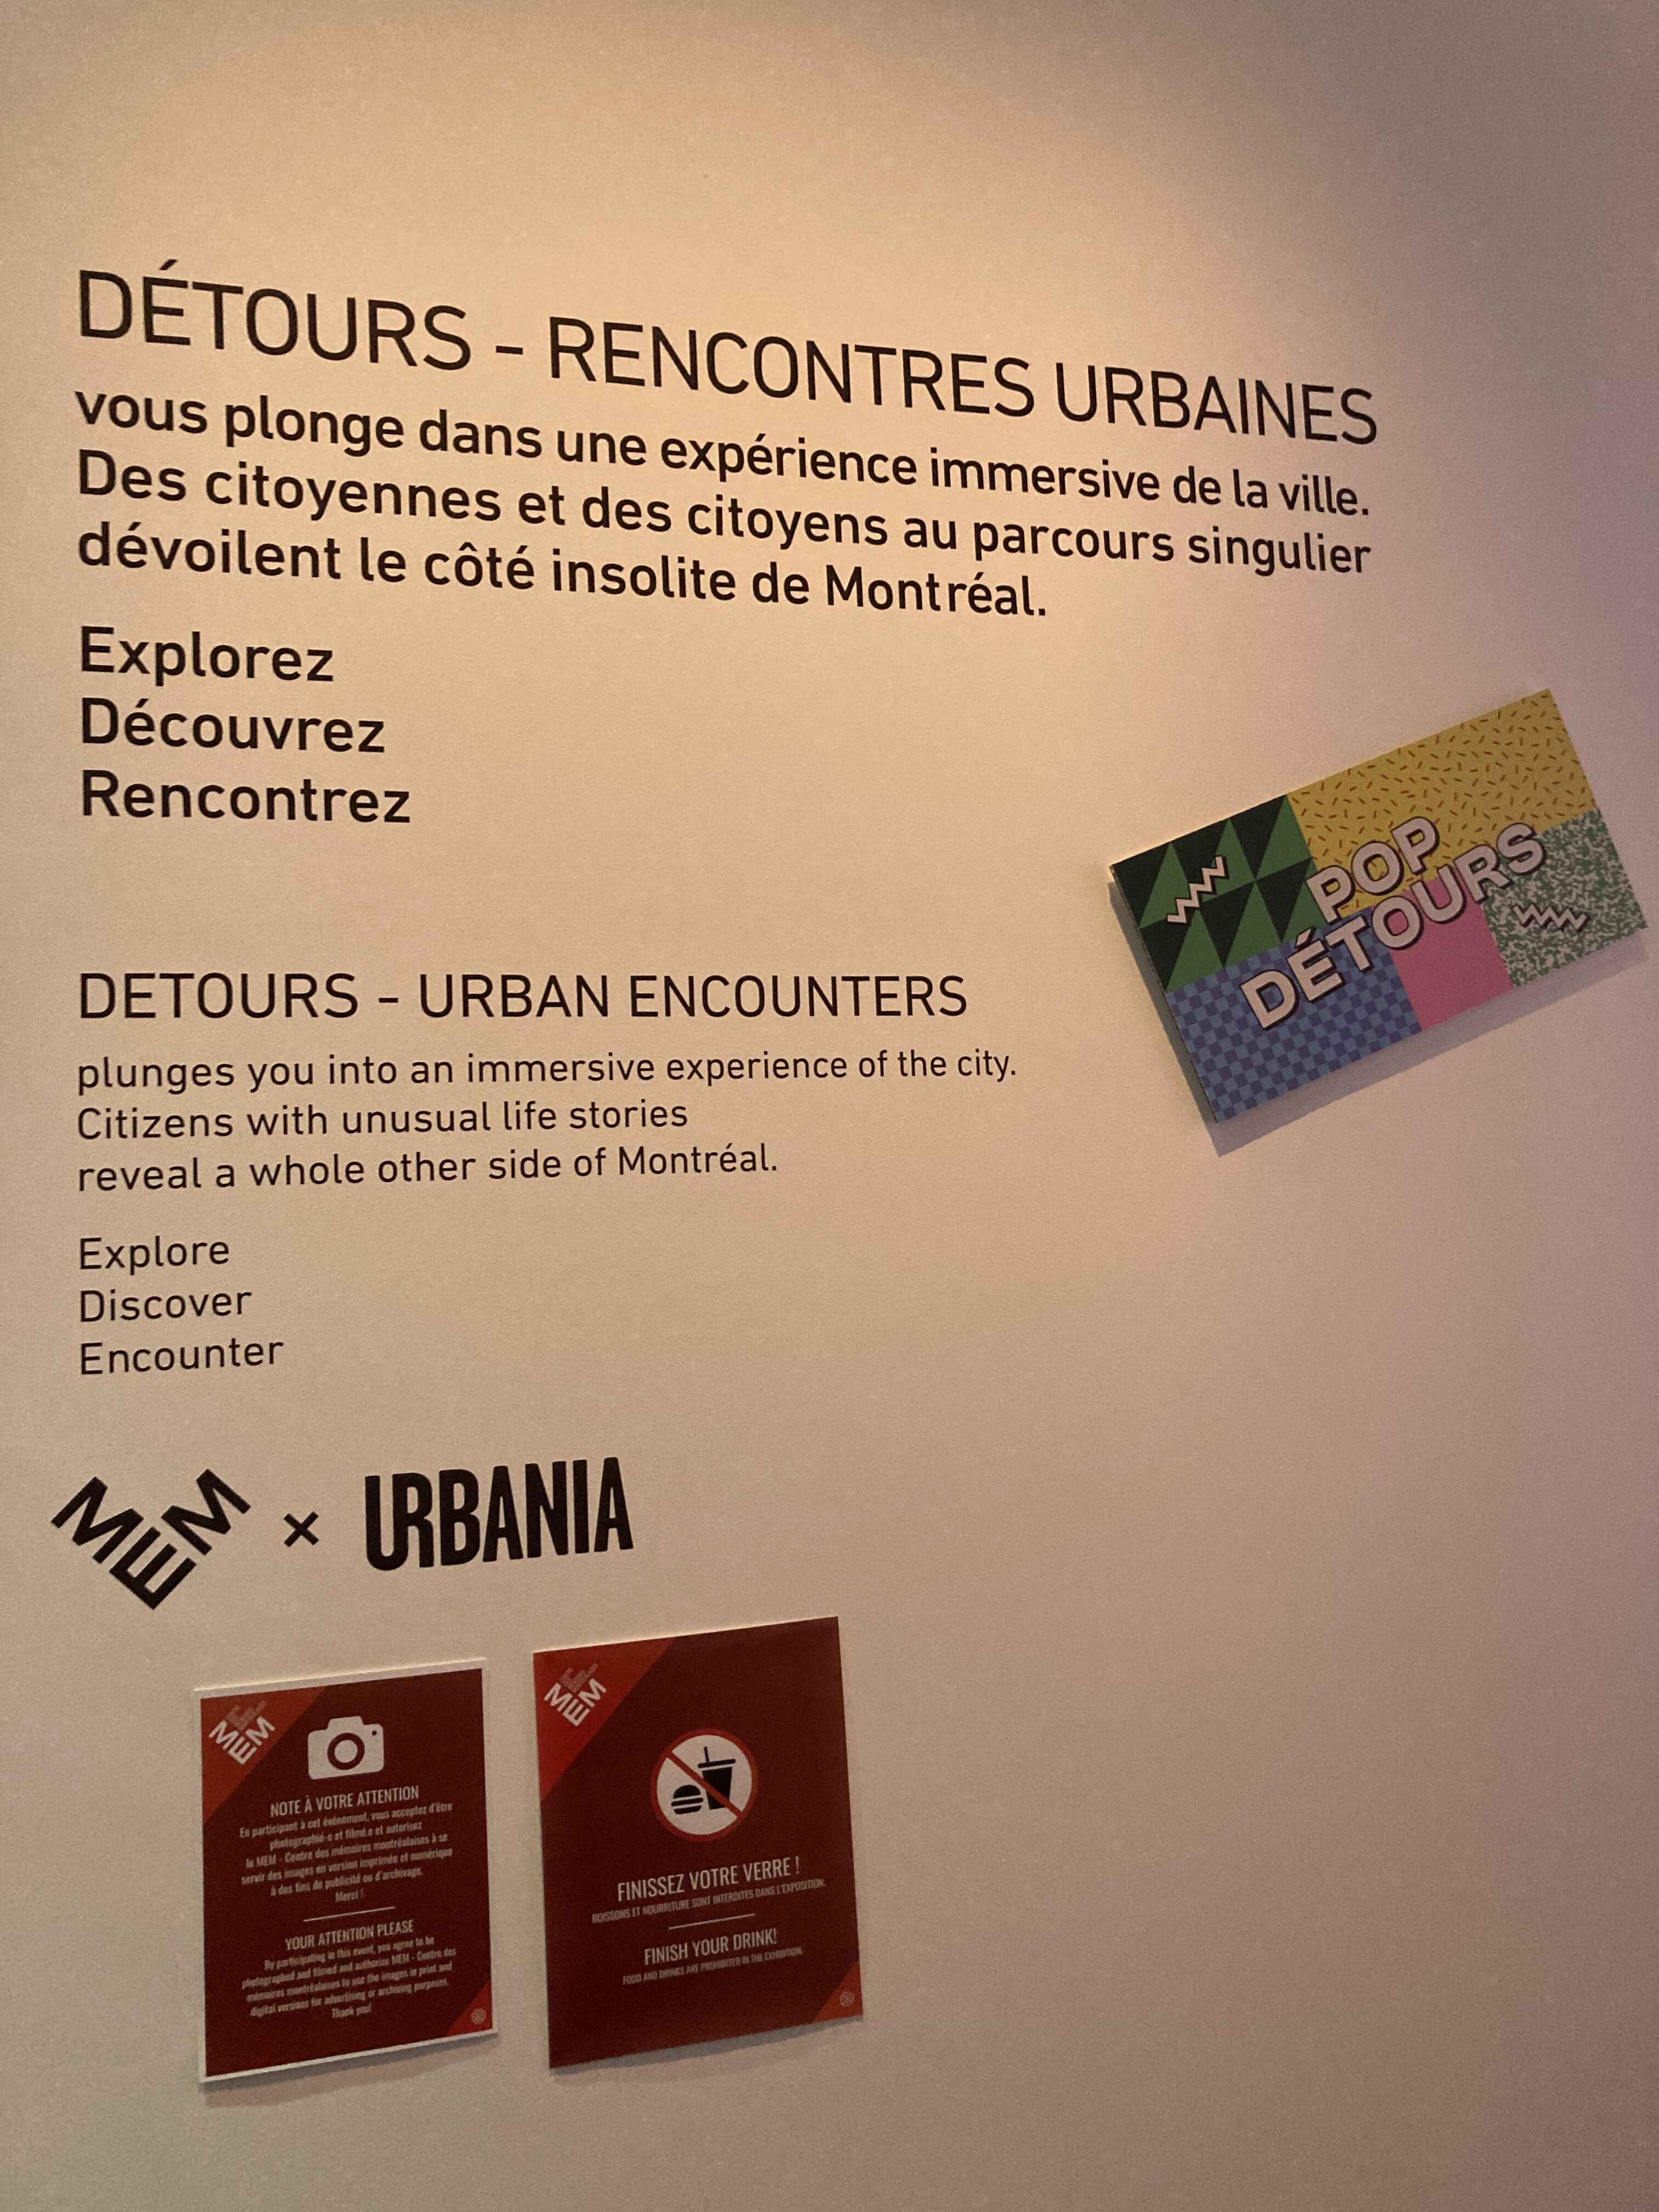 DÉTOURS - RENCONTRES URBAINES
vous plonge dans une expérience immersive de la ville.
Des citoyennes et des citoyens au parcours singulier
dévoilent le côté insolite de Montréal.
Explorez
Découvrez
Rencontrez
POP
DÉTOURS
DETOURS - URBAN ENCOUNTERS
plunges you into an immersive experience of the city.
Citizens with unusual life stories
reveal a whole other side of Montréal.
Explore
Discover
Encounter
MEM × URBANIA
MEM
NOTE À VOTRE ATTENTION
En participant à cet événement, vous acceptez d'être
photographié·e et filmé·e et autorisez
le MEM - Centre des mémoires montréalaises à se
servir des images en version imprimée et numérique
à des fins de publicité ou d'archivage.
Merci !
YOUR ATTENTION PLEASE
By participating in this event, you agree to be
photographed and filmed and authorize MEM - Centre des
mémoires montréalaises to use the images in print and
digital versions for advertising or archiving purposes.
Thank you!
MEM
FINISSEZ VOTRE VERRE !
BOISSONS ET NOURRITURE SONT INTERDITES DANS L'EXPOSITION.
FINISH YOUR DRINK!
FOOD AND DRINKS ARE PROHIBITED IN THE EXHIBITION.